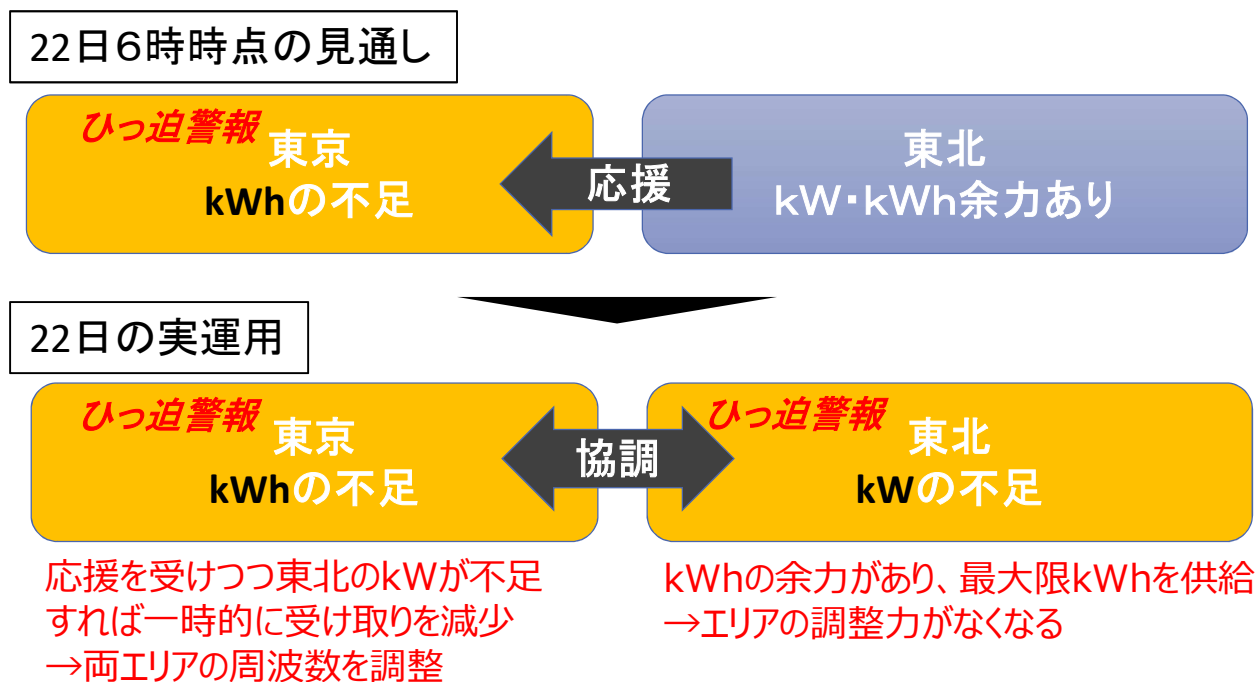 22日６時時点の見通し
ひっ迫警報
東京
kWhの不足
応援
東北
ｋW・ｋWh余力あり
22日の実運用
ひっ迫警報
東京
kWhの不足
協調
ひっ迫警報
東北
kWの不足
応援を受けつつ東北のkWが不足
すれば一時的に受け取りを減少
→両エリアの周波数を調整
kWhの余力があり、最大限kWhを供給
→エリアの調整力がなくなる